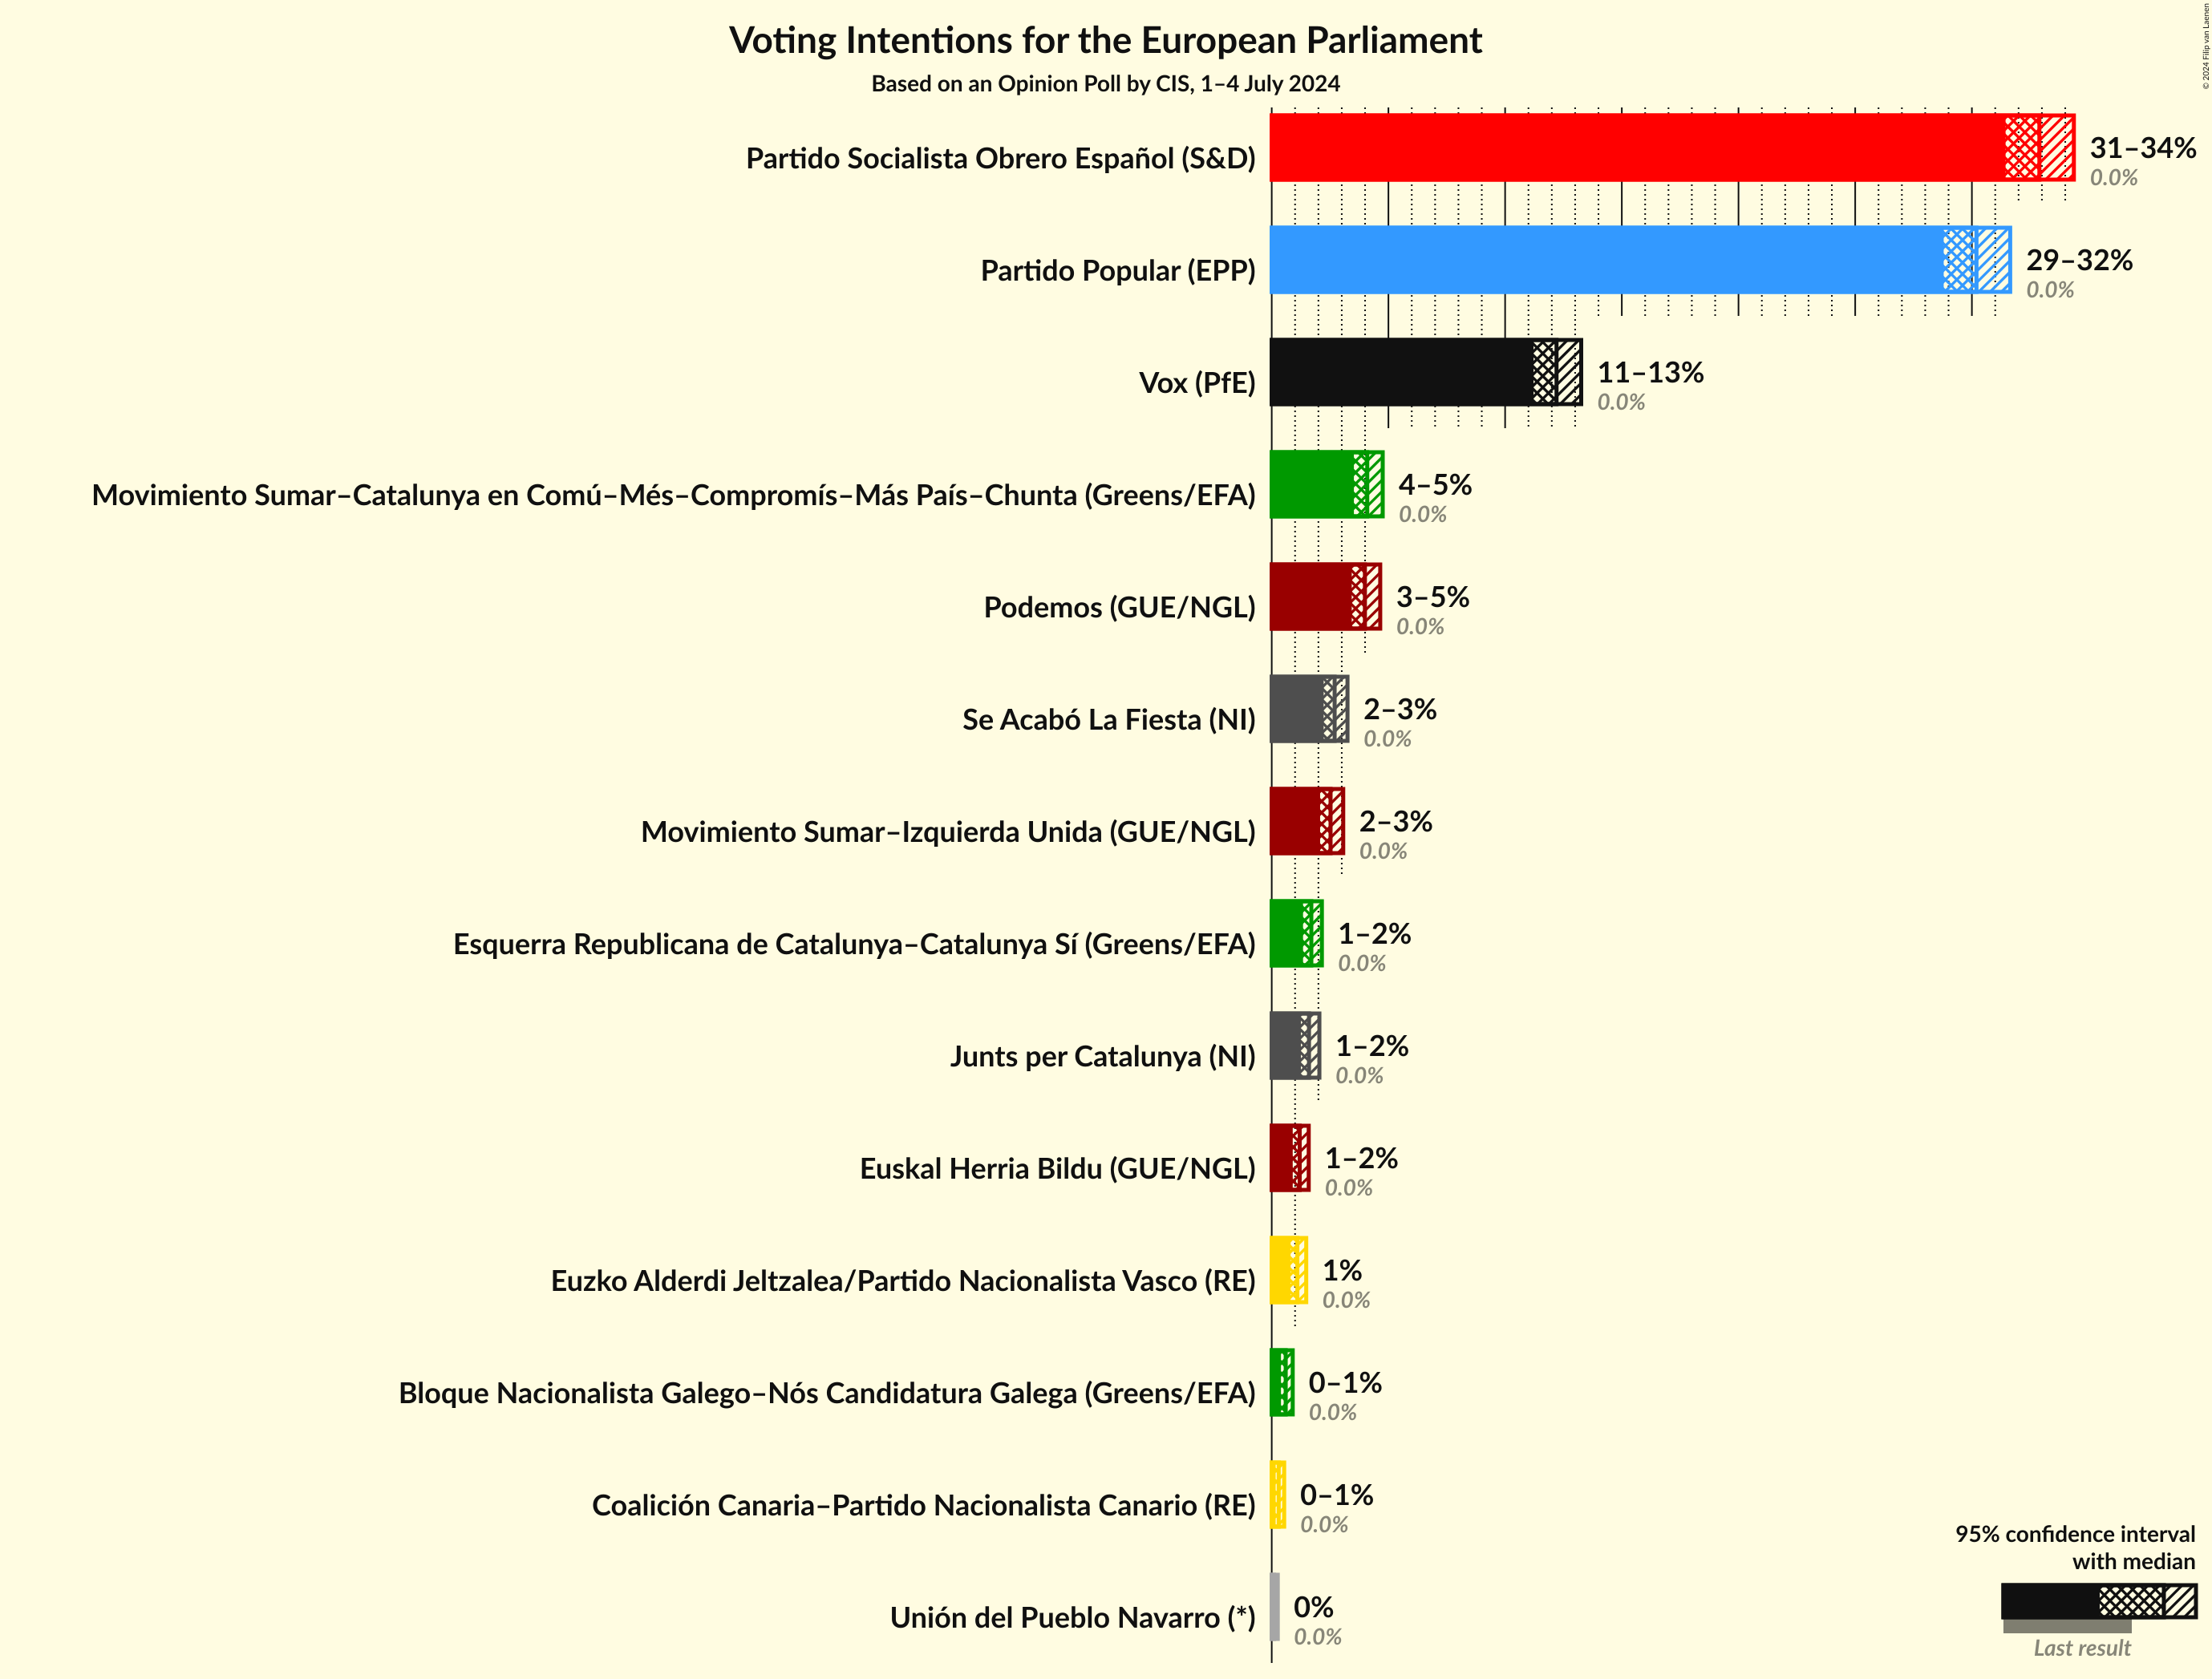 Voting Intentions for the European Parliament
Based on an Opinion Poll by CIS, 1–4 July 2024
© 2024 Filip van Laenen
Partido Socialista Obrero Español (S&D)
31–34%
0.0%
Partido Popular (EPP)
29–32%
0.0%
Vox (PfE)
11–13%
0.0%
Movimiento Sumar–Catalunya en Comú–Més–Compromís–Más País–Chunta (Greens/EFA)
4–5%
0.0%
Podemos (GUE/NGL)
3–5%
0.0%
Se Acabó La Fiesta (NI)
2–3%
0.0%
Movimiento Sumar–Izquierda Unida (GUE/NGL)
2–3%
0.0%
Esquerra Republicana de Catalunya–Catalunya Sí (Greens/EFA)
1–2%
0.0%
Junts per Catalunya (NI)
1–2%
0.0%
Euskal Herria Bildu (GUE/NGL)
1–2%
0.0%
Euzko Alderdi Jeltzalea/Partido Nacionalista Vasco (RE)
1%
0.0%
Bloque Nacionalista Galego–Nós Candidatura Galega (Greens/EFA)
0–1%
0.0%
Coalición Canaria–Partido Nacionalista Canario (RE)
0–1%
0.0%
Unión del Pueblo Navarro (*)
0%
0.0%
95% confidence interval
with median
Last result